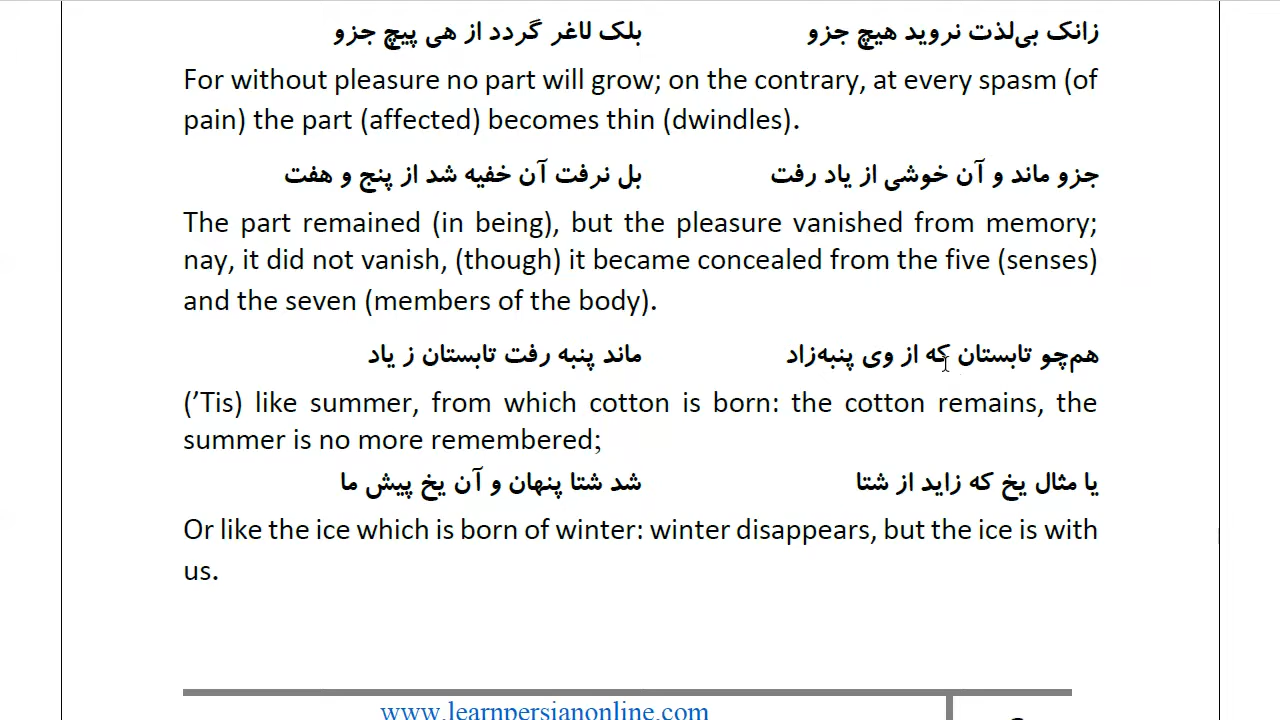 زانک بی‌لذت نروید هیچ جزو بلک لاغر گردد از هی پیچ جزو
For without pleasure no part will grow; on the contrary, at every spasm (of
pain) the part (affected) becomes thin (dwindles).
جزو ماند و آن خوشی از یاد رفت بل نرفت آن خفیه شد از پنج و هفت
The part remained (in being), but the pleasure vanished from memory;
nay, it did not vanish, (though) it became concealed from the five (senses)
and the seven (members of the body).
هم‌چو تابستان که از وی پنبه‌زاد ماند پنبه رفت تابستان ز یاد
(’Tis) like summer, from which cotton is born: the cotton remains, the
summer is no more remembered;
یا مثال یخ که زاید از شتا شد شتا پنهان و آن یخ پیش ما
Or like the ice which is born of winter: winter disappears, but the ice is with
us.
www.learnpersianonline.com